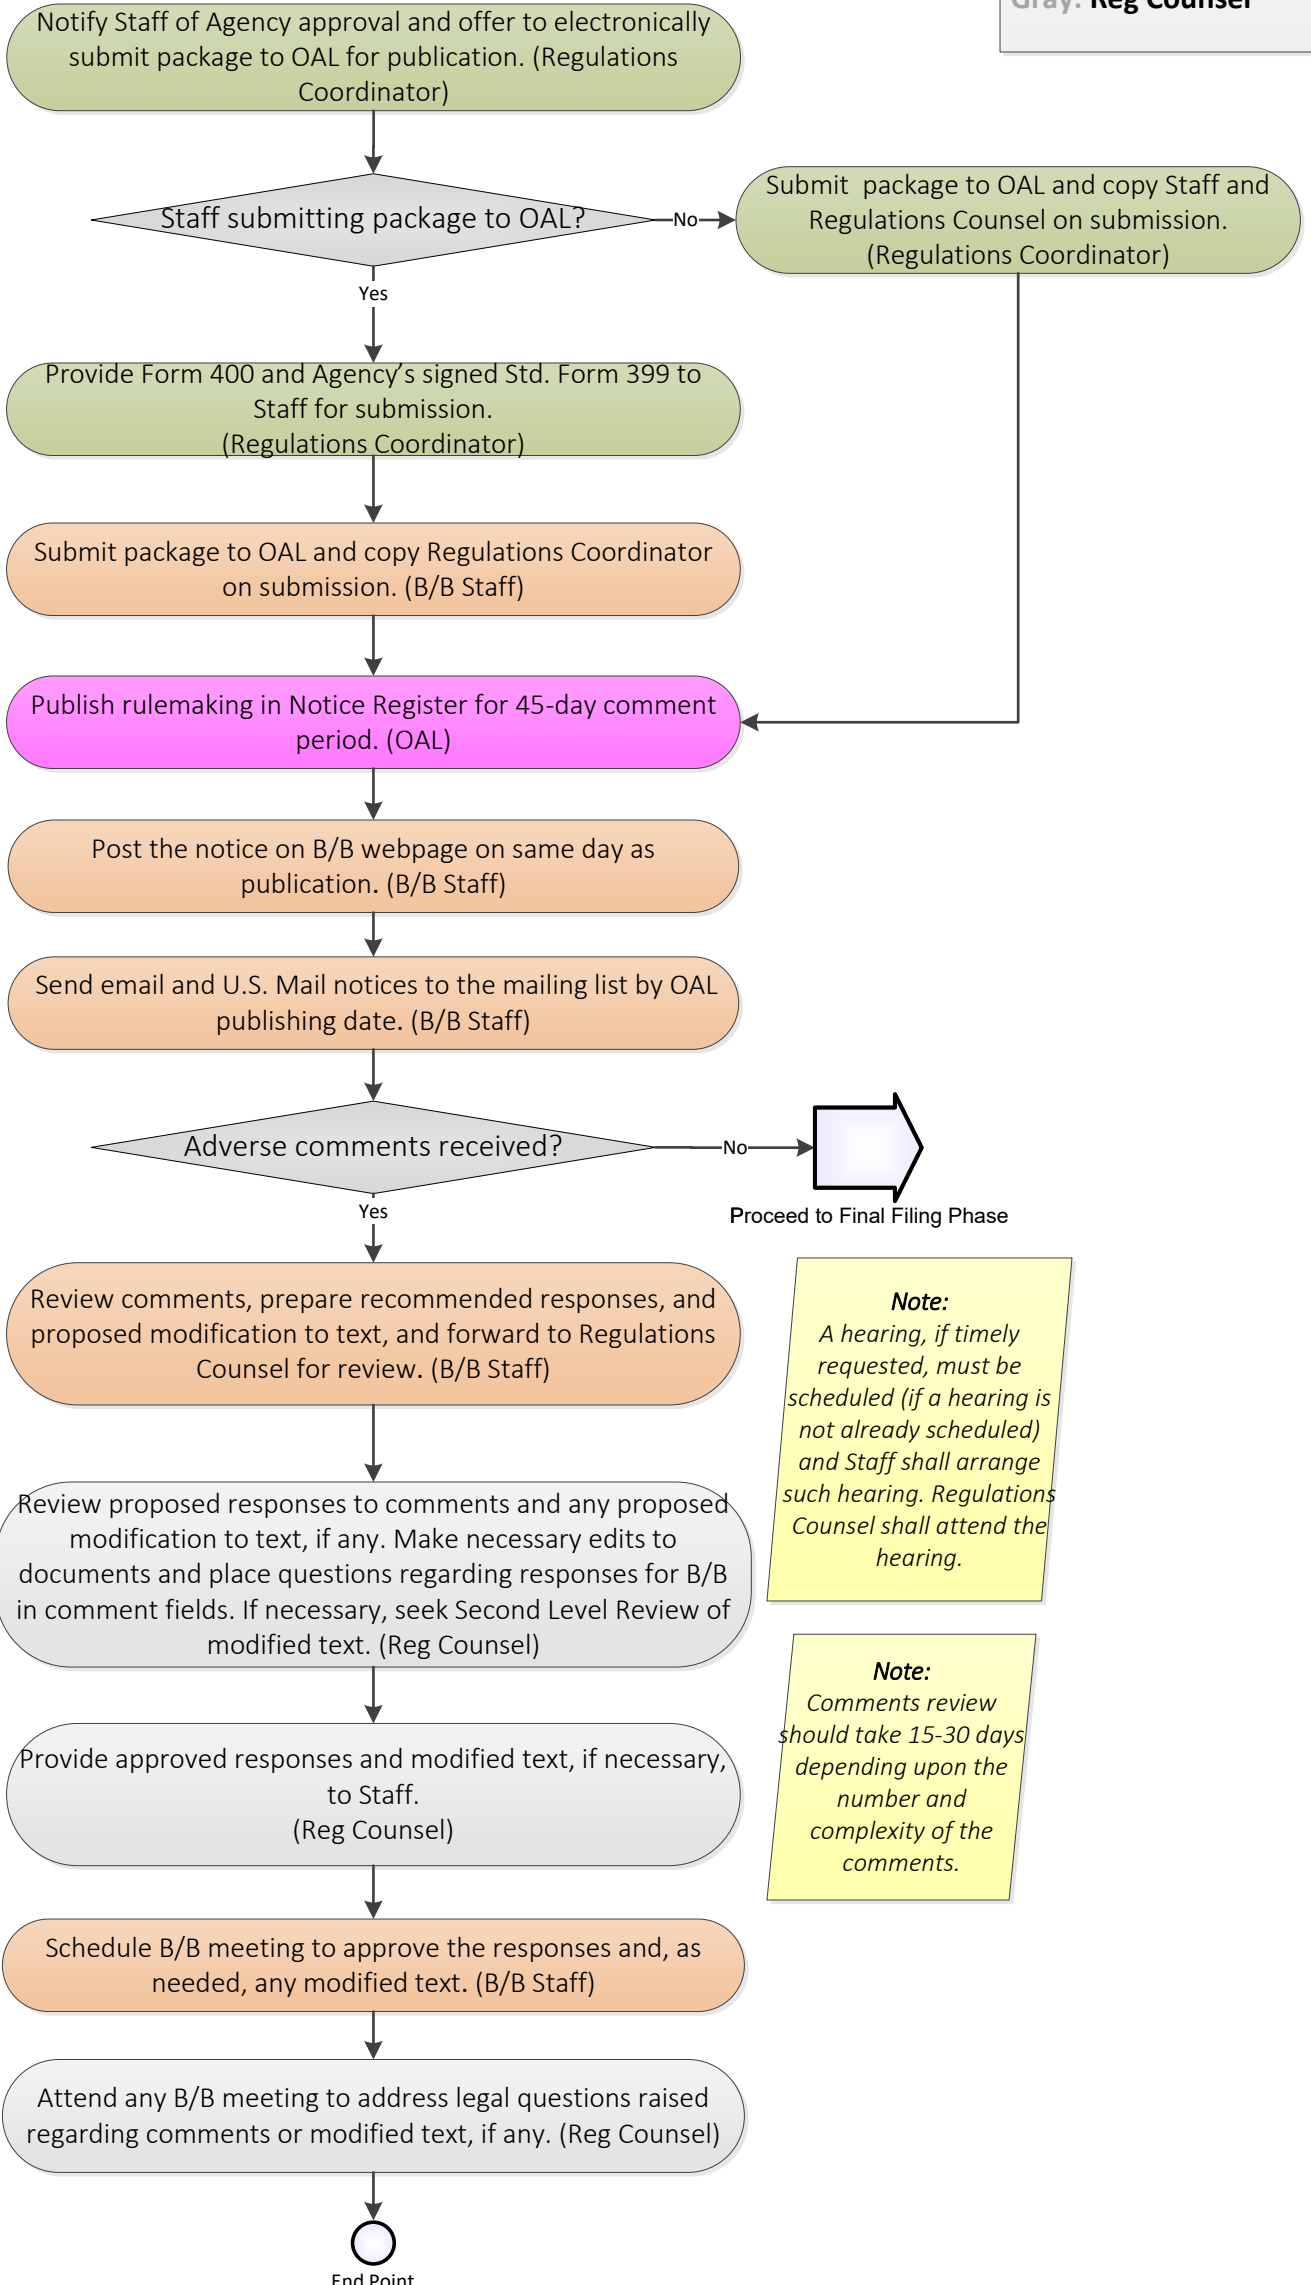 Gray: Reg Counsel
Notify Staff of Agency approval and offer to electronically
submit package to OAL for publication. (Regulations
Coordinator)
Staff submitting package to OAL?
No
Submit  package to OAL and copy Staff and
Regulations Counsel on submission.
(Regulations Coordinator)
Yes
Provide Form 400 and Agency’s signed Std. Form 399 to
Staff for submission.
(Regulations Coordinator)
Submit package to OAL and copy Regulations Coordinator
on submission. (B/B Staff)
Publish rulemaking in Notice Register for 45-day comment
period. (OAL)
Post the notice on B/B webpage on same day as
publication. (B/B Staff)
Send email and U.S. Mail notices to the mailing list by OAL
publishing date. (B/B Staff)
Adverse comments received?
No
Proceed to Final Filing Phase
Yes
Review comments, prepare recommended responses, and
proposed modification to text, and forward to Regulations
Counsel for review. (B/B Staff)
Note:
A hearing, if timely
requested, must be
scheduled (if a hearing is
not already scheduled)
and Staff shall arrange
such hearing. Regulations
Counsel shall attend the
hearing.
Review proposed responses to comments and any proposed
modification to text, if any. Make necessary edits to
documents and place questions regarding responses for B/B
in comment fields. If necessary, seek Second Level Review of
modified text. (Reg Counsel)
Note:
Comments review
should take 15-30 days
depending upon the
number and
complexity of the
comments.
Provide approved responses and modified text, if necessary,
to Staff.
(Reg Counsel)
Schedule B/B meeting to approve the responses and, as
needed, any modified text. (B/B Staff)
Attend any B/B meeting to address legal questions raised
regarding comments or modified text, if any. (Reg Counsel)
End Point